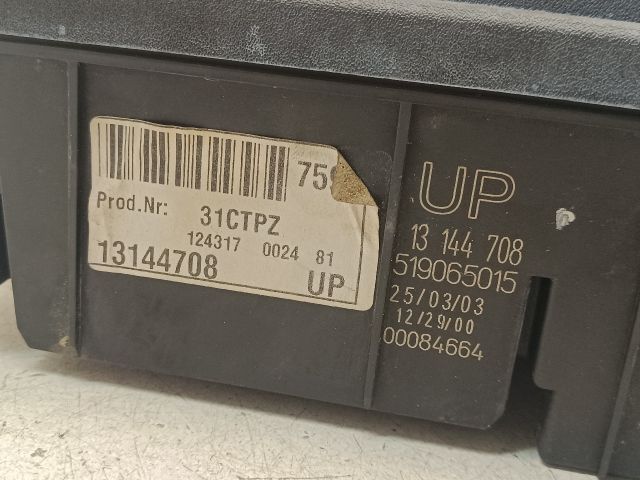 Prod.Nr: 31CTPZ
124317 0024 81
13144708 UP
UP
13 144 708
519065015
25/03/03
12/29/00
00084664